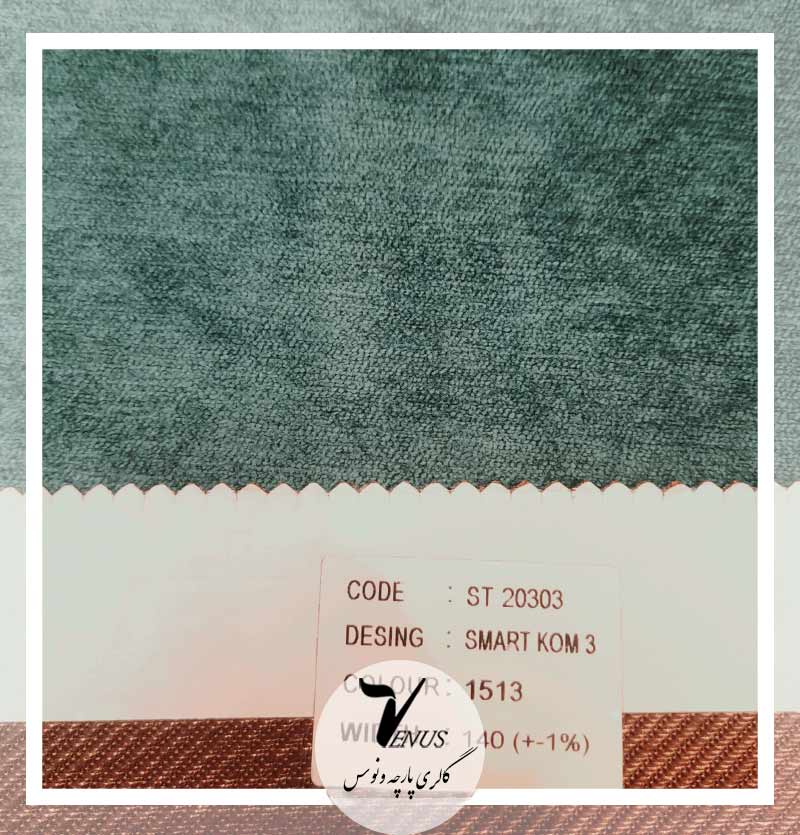 CODE : ST 20303
DESING : SMART KOM 3
COLOUR : 1513
WIDTH : 140 (+-1%)
VENUS
گالری پارچه ونوس